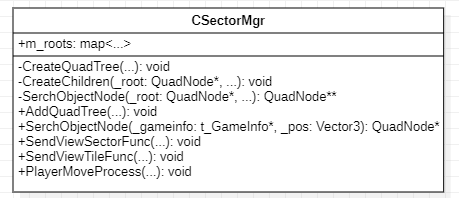 CSectorMgr
+m_roots: map<...>
-CreateQuadTree(...): void
-CreateChildren(_root: QuadNode*, ...): void
-SerchObjectNode(_root: QuadNode*, ...): QuadNode**
+AddQuadTree(...): void
+SerchObjectNode(_gameinfo: t_GameInfo*, _pos: Vector3): QuadNode*
+SendViewSectorFunc(...): void
+SendViewTileFunc(...): void
+PlayerMoveProcess(...): void